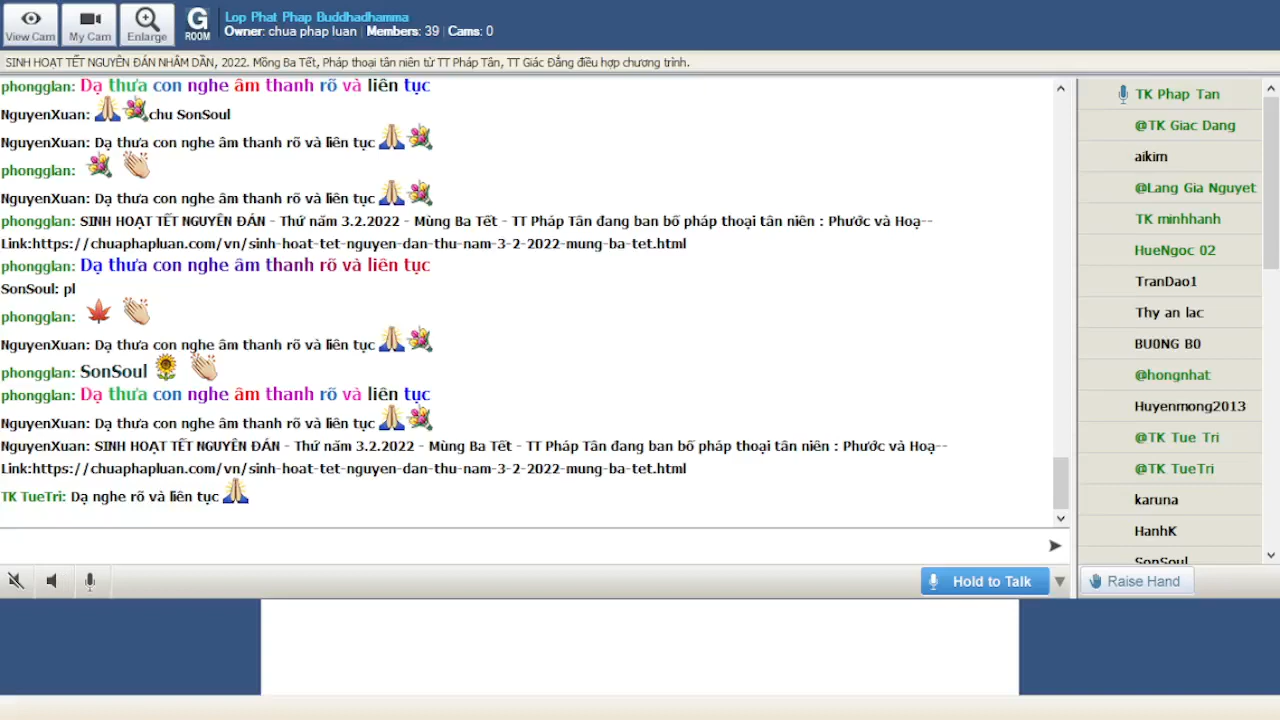 View Cam
My Cam
Enlarge
G
ROOM
Lop Phat Phap Buddhadhamma
Owner: chua phap luan | Members: 39 | Cams: 0
SINH HOẠT TẾT NGUYÊN ĐÁN NHÂM DẦN, 2022. Mồng Ba Tết, Pháp thoại tân niên từ TT Pháp Tân, TT Giác Đẳng điều hợp chương trình.
phongglan: Dạ thưa con nghe âm thanh rõ và liên tục
NguyenXuan: chu SonSoul
NguyenXuan: Dạ thưa con nghe âm thanh rõ và liên tục
phongglan:
NguyenXuan: Dạ thưa con nghe âm thanh rõ và liên tục
phongglan: SINH HOẠT TẾT NGUYÊN ĐÁN - Thứ năm 3.2.2022 - Mùng Ba Tết - TT Pháp Tân đang ban bố pháp thoại tân niên : Phước và Hoạ--
Link:https://chuaphapluan.com/vn/sinh-hoat-tet-nguyen-dan-thu-nam-3-2-2022-mung-ba-tet.html
phongglan: Dạ thưa con nghe âm thanh rõ và liên tục
SonSoul: pl
phongglan:
NguyenXuan: Dạ thưa con nghe âm thanh rõ và liên tục
phongglan: SonSoul
phongglan: Dạ thưa con nghe âm thanh rõ và liên tục
NguyenXuan: Dạ thưa con nghe âm thanh rõ và liên tục
NguyenXuan: SINH HOẠT TẾT NGUYÊN ĐÁN - Thứ năm 3.2.2022 - Mùng Ba Tết - TT Pháp Tân đang ban bố pháp thoại tân niên : Phước và Hoạ--
Link:https://chuaphapluan.com/vn/sinh-hoat-tet-nguyen-dan-thu-nam-3-2-2022-mung-ba-tet.html
TK TueTri: Dạ nghe rõ và liên tục
Hold to Talk
TK Phap Tan
@TK Giac Dang
aikim
@Lang Gia Nguyet
TK minhhanh
HueNgoc 02
TranDao1
Thy an lac
BU0NG B0
@hongnhat
Huyenmong2013
@TK Tue Tri
@TK TueTri
karuna
HanhK
SonSoul
Raise Hand